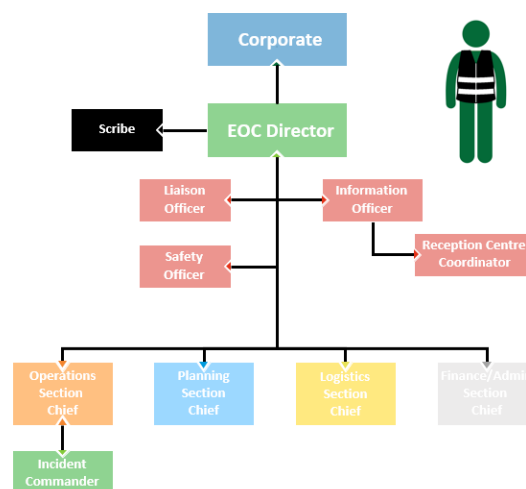 Corporate
Scribe
EOC Director
Liaison
Officer
Information
Officer
Safety
Officer
Reception Centre
Coordinator
Operations
Section
Chief
Planning
Section
Chief
Logistics
Section
Chief
Finance/Admin
Section
Chief
Incident
Commander